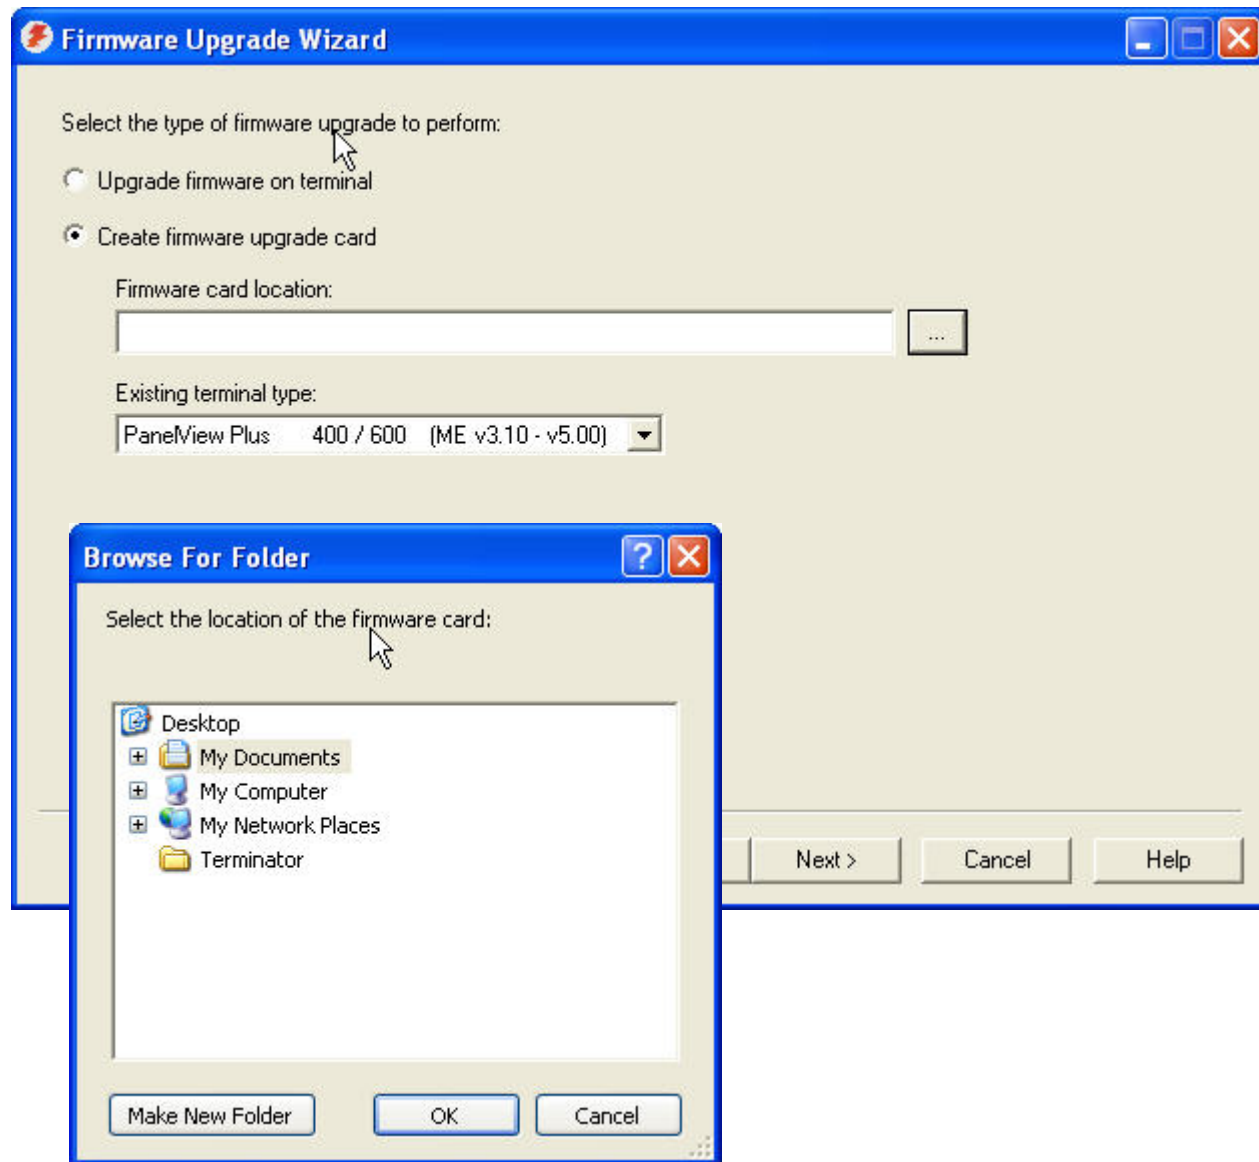 Firmware Upgrade Wizard
Select the type of firmware upgrade to perform:
Upgrade firmware on terminal
Create firmware upgrade card
Firmware card location:
...
Existing terminal type:
PanelView Plus 400 / 600 (ME v3.10 - v5.00)
Browse For Folder
Select the location of the firmware card:
Desktop
My Documents
My Computer
My Network Places
Terminator
Next > Cancel Help
Make New Folder OK Cancel